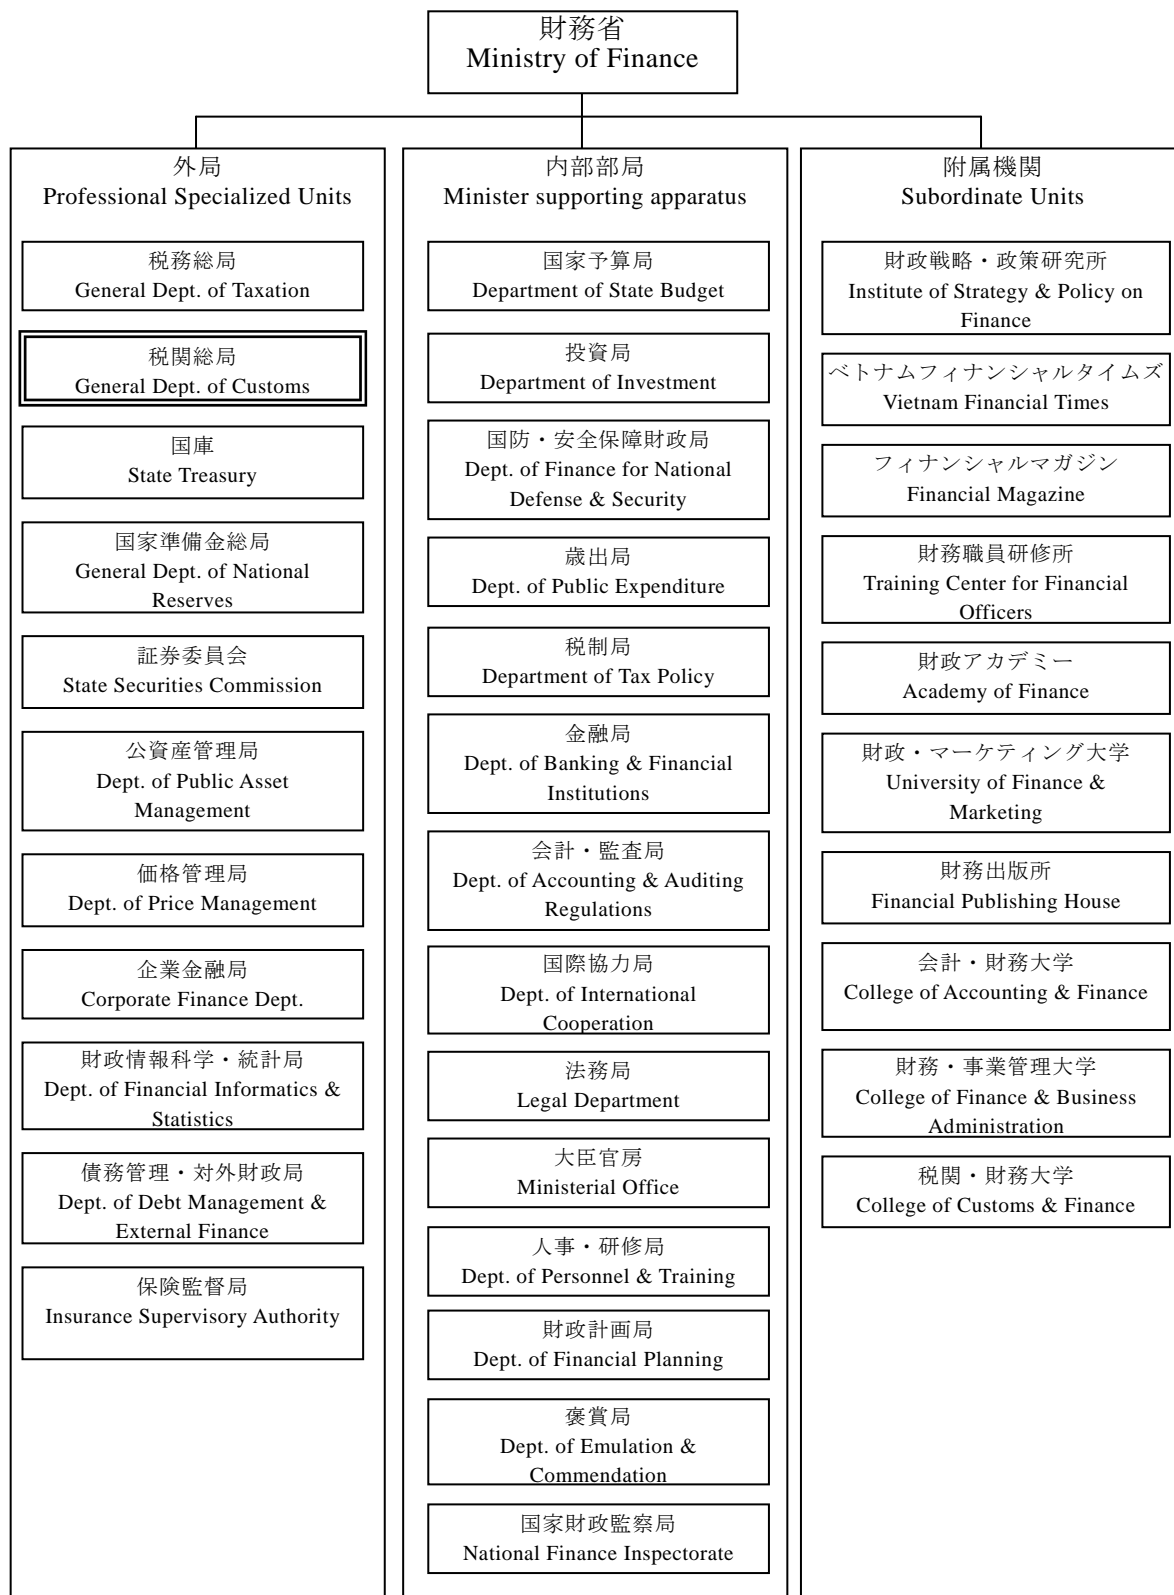 財務省
Ministry of Finance
外局
Professional Specialized Units
税務総局
General Dept. of Taxation
税関総局
General Dept. of Customs
国庫
State Treasury
国家準備金総局
General Dept. of National
Reserves
証券委員会
State Securities Commission
公資産管理局
Dept. of Public Asset
Management
価格管理局
Dept. of Price Management
企業金融局
Corporate Finance Dept.
財政情報科学・統計局
Dept. of Financial Informatics &
Statistics
債務管理・対外財政局
Dept. of Debt Management &
External Finance
保険監督局
Insurance Supervisory Authority
内部部局
Minister supporting apparatus
国家予算局
Department of State Budget
投資局
Department of Investment
国防・安全保障財政局
Dept. of Finance for National
Defense & Security
歳出局
Dept. of Public Expenditure
税制局
Department of Tax Policy
金融局
Dept. of Banking & Financial
Institutions
会計・監査局
Dept. of Accounting & Auditing
Regulations
国際協力局
Dept. of International
Cooperation
法務局
Legal Department
大臣官房
Ministerial Office
人事・研修局
Dept. of Personnel & Training
財政計画局
Dept. of Financial Planning
褒賞局
Dept. of Emulation &
Commendation
国家財政監察局
National Finance Inspectorate
附属機関
Subordinate Units
財政戦略・政策研究所
Institute of Strategy & Policy on
Finance
ベトナムフィナンシャルタイムズ
Vietnam Financial Times
フィナンシャルマガジン
Financial Magazine
財務職員研修所
Training Center for Financial
Officers
財政アカデミー
Academy of Finance
財政・マーケティング大学
University of Finance &
Marketing
財務出版所
Financial Publishing House
会計・財務大学
College of Accounting & Finance
財務・事業管理大学
College of Finance & Business
Administration
税関・財務大学
College of Customs & Finance